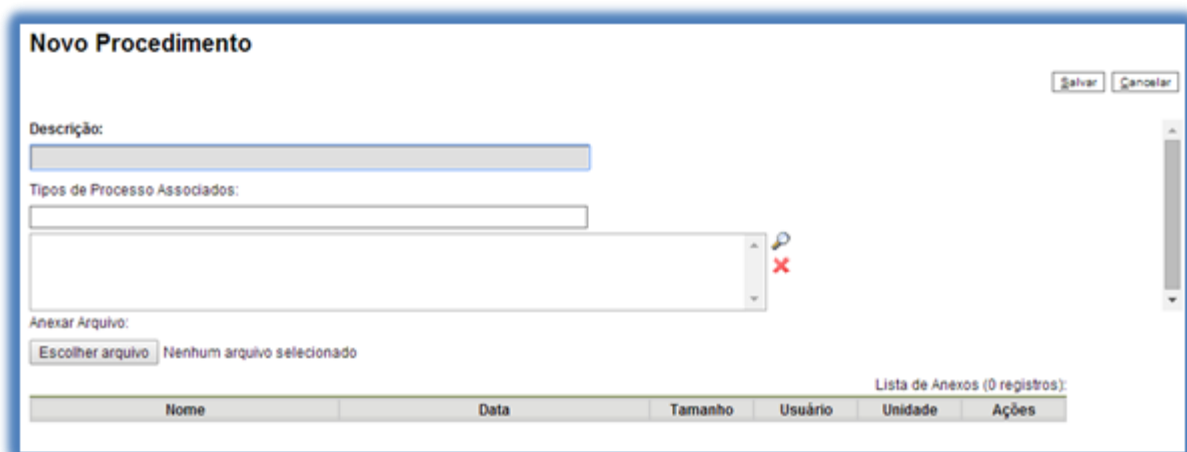 Novo Procedimento
Salvar Cancelar
Descrição:
Tipos de Processo Associados:
Anexar Arquivo:
Escolher arquivo Nenhum arquivo selecionado
Lista de Anexos (0 registros):
Nome Data Tamanho Usuário Unidade Ações